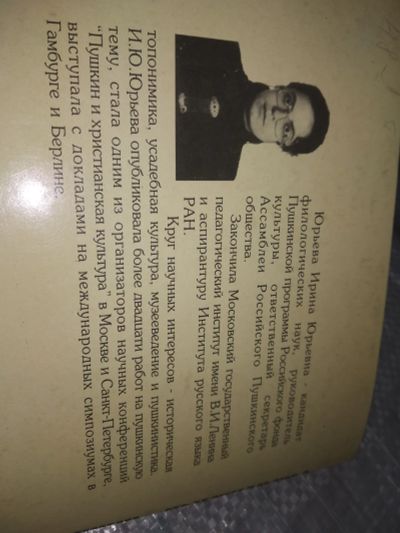 Юрьева Ирина Юрьевна - кандидат
филологических наук, руководитель
Пушкинской программы Российского фонда
культуры, ответственный секретарь
Ассамблеи Российского Пушкинского
общества.
Закончила Московский государственный
педагогический институт имени В.И.Ленина
и аспирантуру Института русского языка
РАН.
Круг научных интересов - историческая
топонимика, усадебная культура, музееведение и пушкинистика.
И.Ю.Юрьева опубликовала более двадцати работ на пушкинскую
тему, стала одним из организаторов научных конференций
"Пушкин и христианская культура" в Москве и Санкт-Петербурге,
выступала с докладами на международных симпозиумах в
Гамбурге и Берлине.